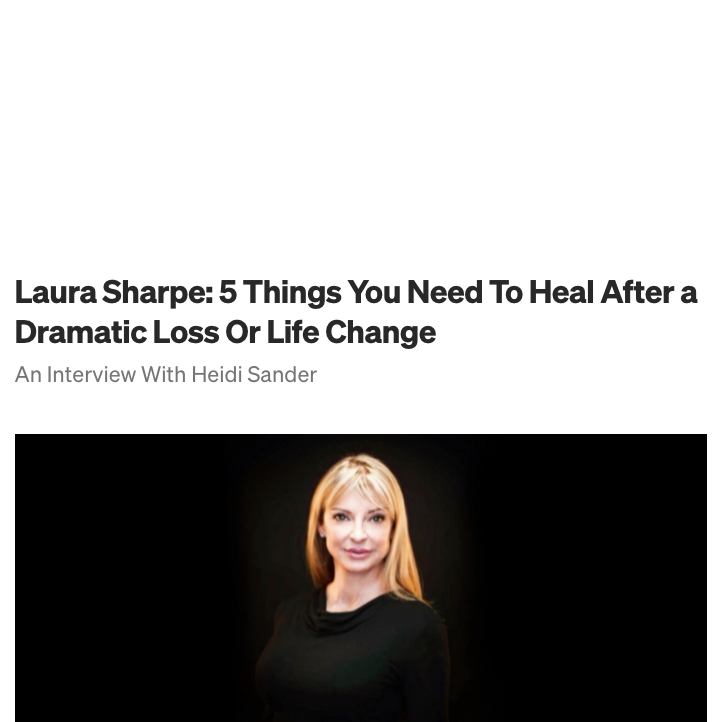 Laura Sharpe: 5 Things You Need To Heal After a
Dramatic Loss Or Life Change
An Interview With Heidi Sander